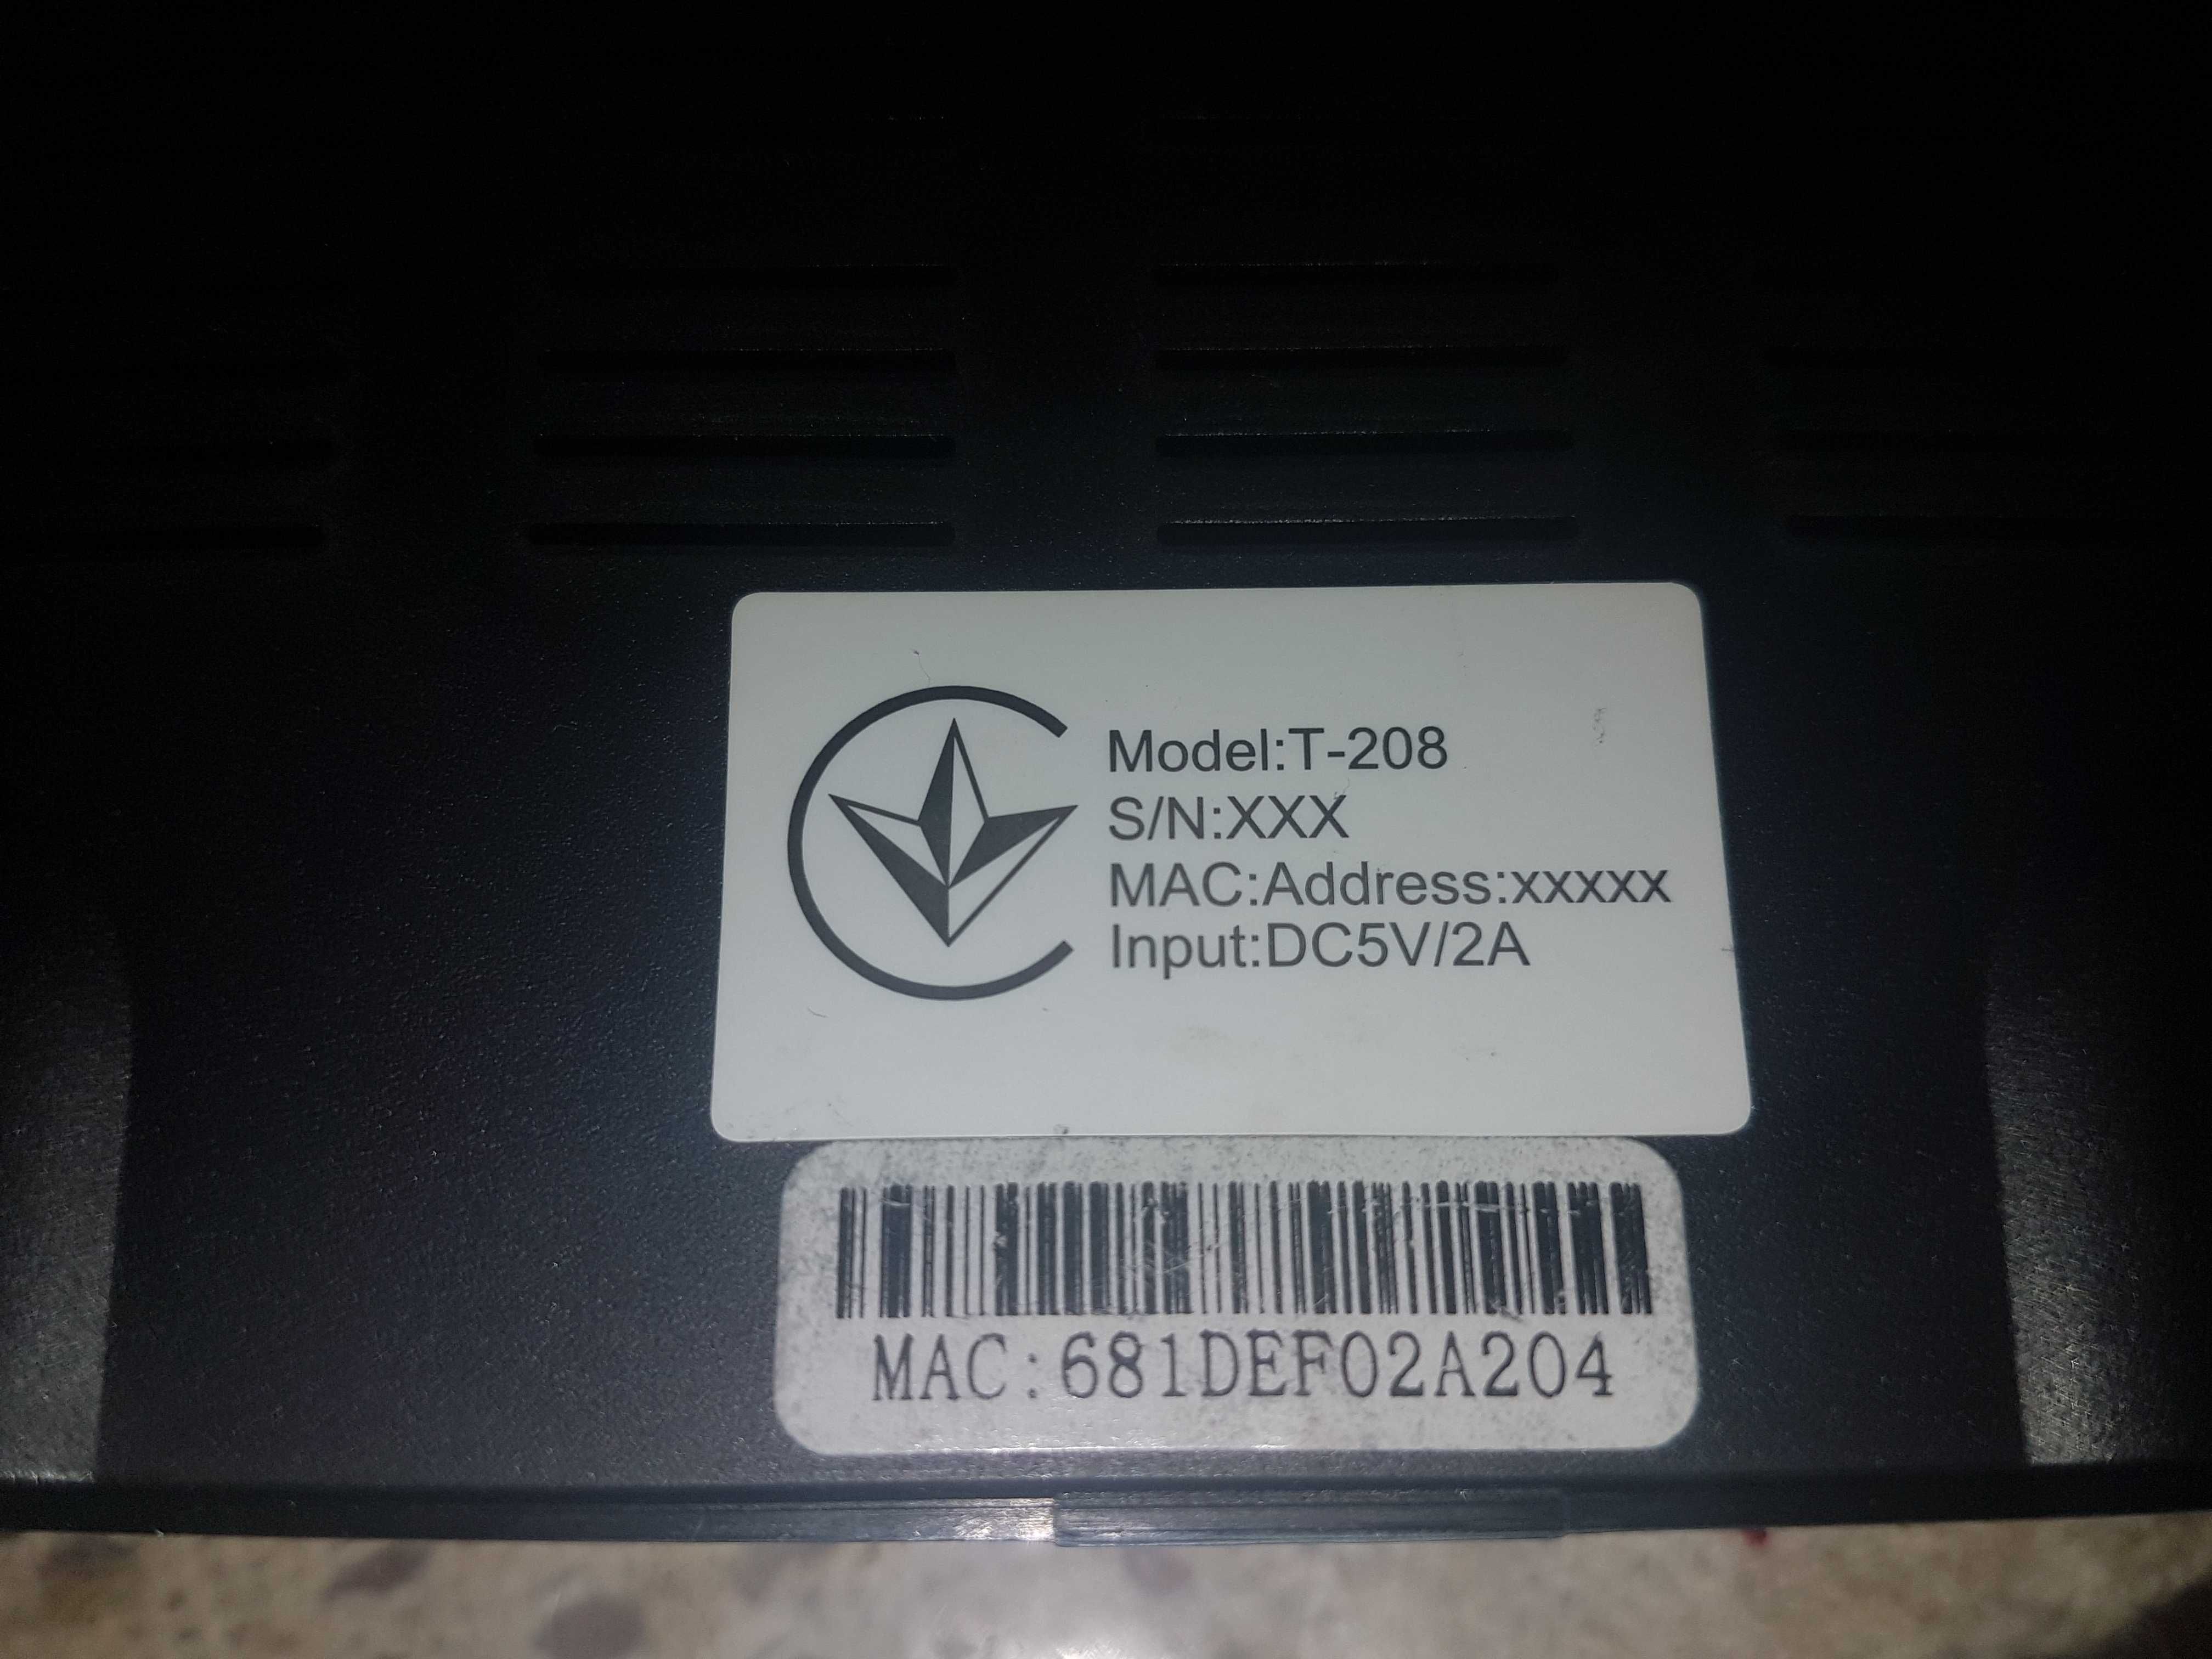 Model:T-208
S/N:XXX
MAC:Address:xxxxx
Input:DC5V/2A
MAC:681DEF02A204